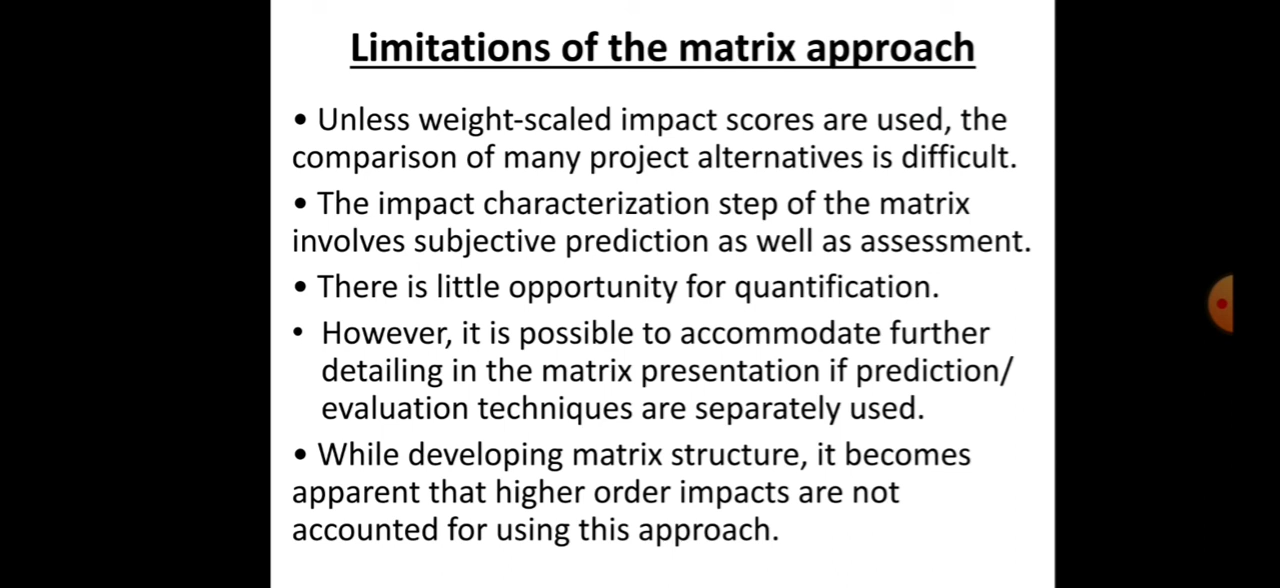 Limitations of the matrix approach
• Unless weight-scaled impact scores are used, the
comparison of many project alternatives is difficult.
• The impact characterization step of the matrix
involves subjective prediction as well as assessment.
• There is little opportunity for quantification.
• However, it is possible to accommodate further
detailing in the matrix presentation if prediction/
evaluation techniques are separately used.
• While developing matrix structure, it becomes
apparent that higher order impacts are not
accounted for using this approach.